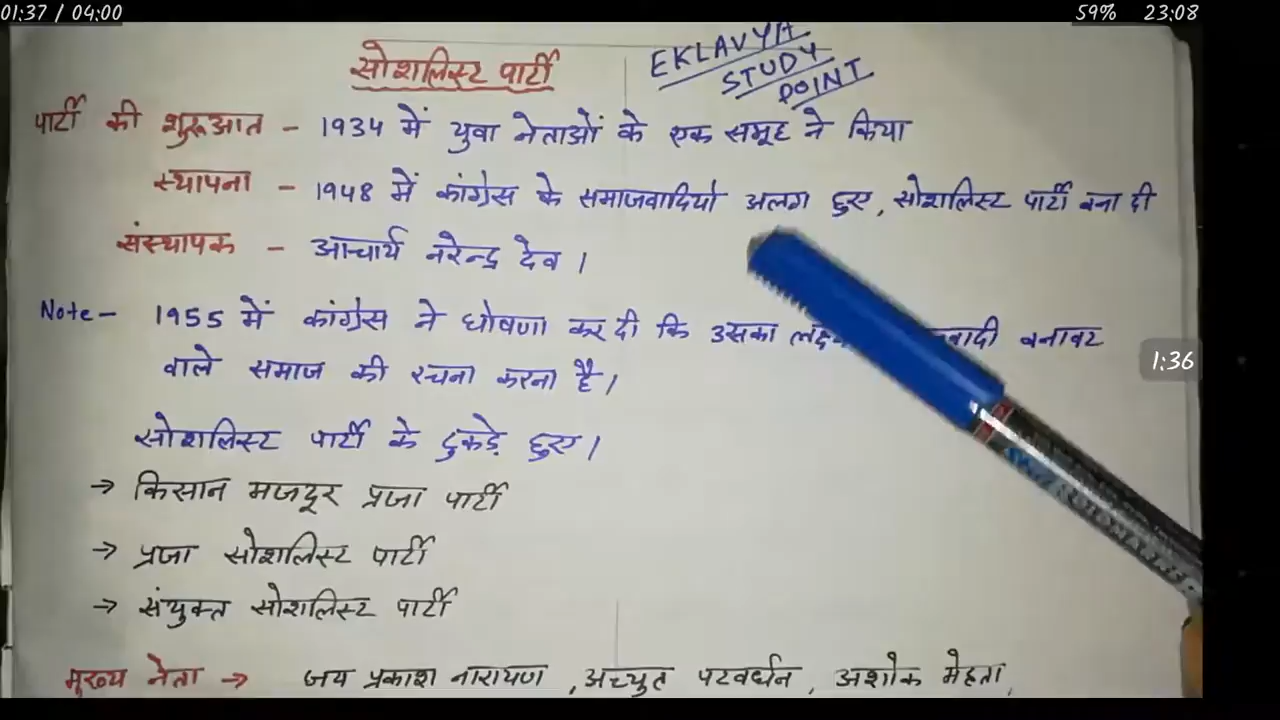 01:37 / 04:00
59% 23:08
सोशलिस्ट पार्टी
EKLAVYA
STUDY
POINT
पार्टी की शुरूआत - 1934 में युवा नेताओं के एक समूह ने किया
स्थापना - 1948 में कांग्रेस के समाजवादियो अलग हुए, सोशलिस्ट पार्टी बना दी
संस्थापक - आचार्य नरेन्द्र देव।
Note- 1955 में कांग्रेस ने घोषणा कर दी कि उसका वादी बनावट
1:36
वाले समाज की रचना करना है।
सोशलिस्ट पार्टी के टुकड़े हुए।
→ किसान मजदूर प्रजा पार्टी
→ प्रजा सोशलिस्ट पार्टी
→ संयुक्त सोशलिस्ट पार्टी
मुख्य नेता → जय प्रकाश नारायण, अच्युत पटवर्धन, अशोक मेहता,